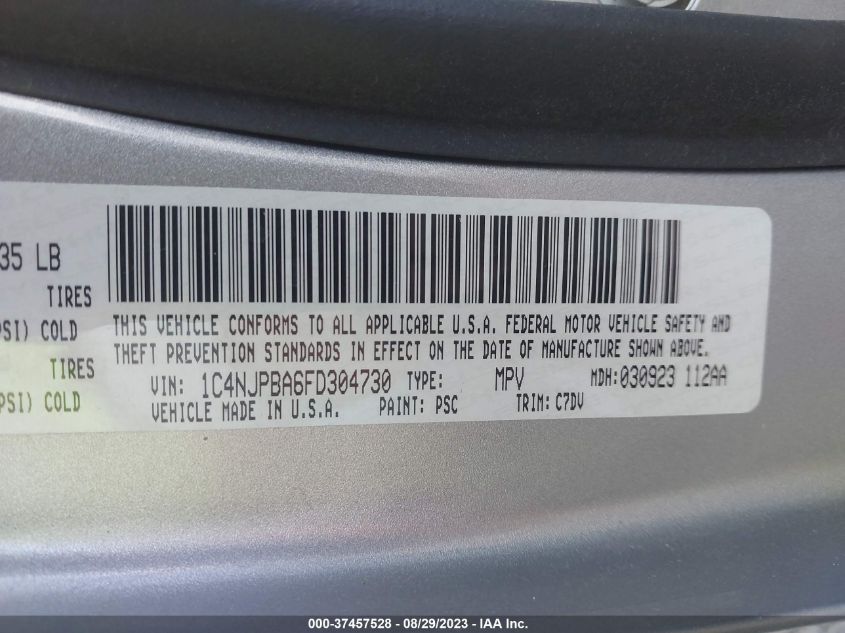 35 LB
TIRES
PSI) COLD
TIRES
PSI) COLD
THIS VEHICLE CONFORMS TO ALL APPLICABLE U.S.A. FEDERAL MOTOR VEHICLE SAFETY AND
THEFT PREVENTION STANDARDS IN EFFECT ON THE DATE OF MANUFACTURE SHOWN ABOVE.
VIN: 1C4NJPBA6FD304730 TYPE: MPV MDH:030923 112AA
VEHICLE MADE IN U.S.A. PAINT: PSC TRIM: C7DV
000-37457528 - 08/29/2023 - IAA Inc.